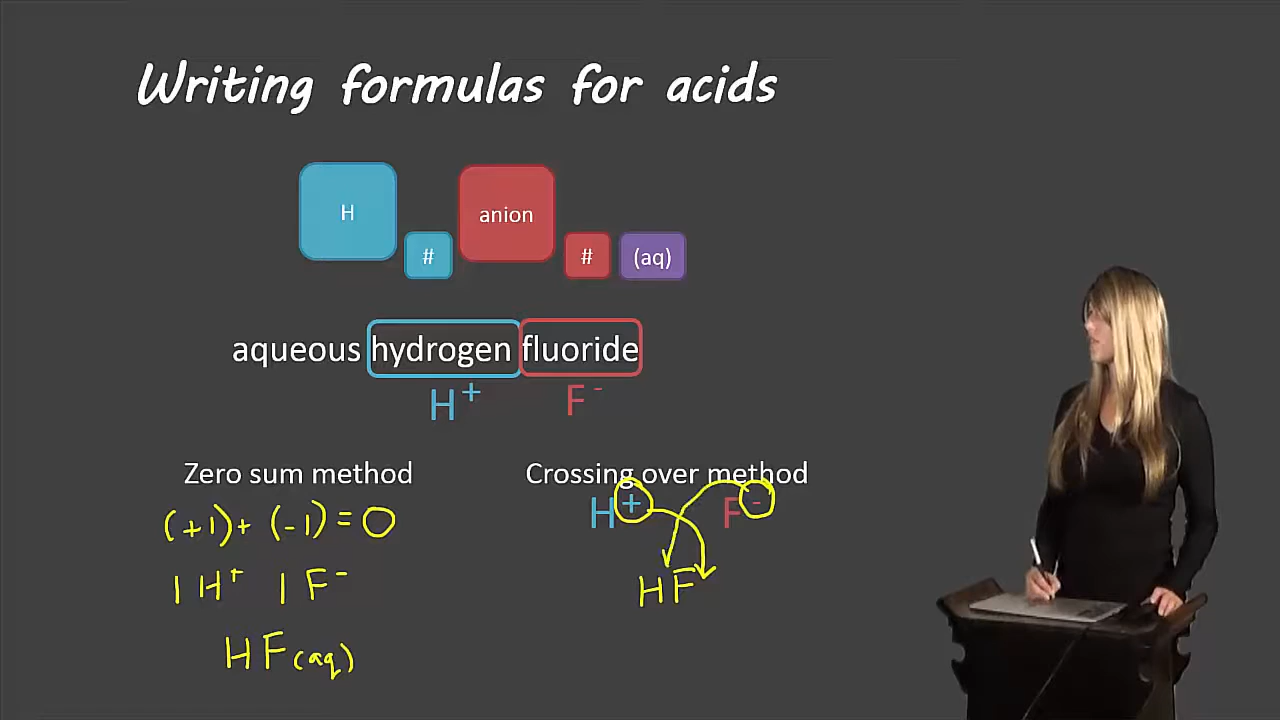 Writing formulas for acids
H # anion # (aq)
aqueous hydrogen fluoride
H + F -
Zero sum method Crossing over method
(+1) + (-1) = 0 H + F -
1 H + 1 F - HF
HF (aq)